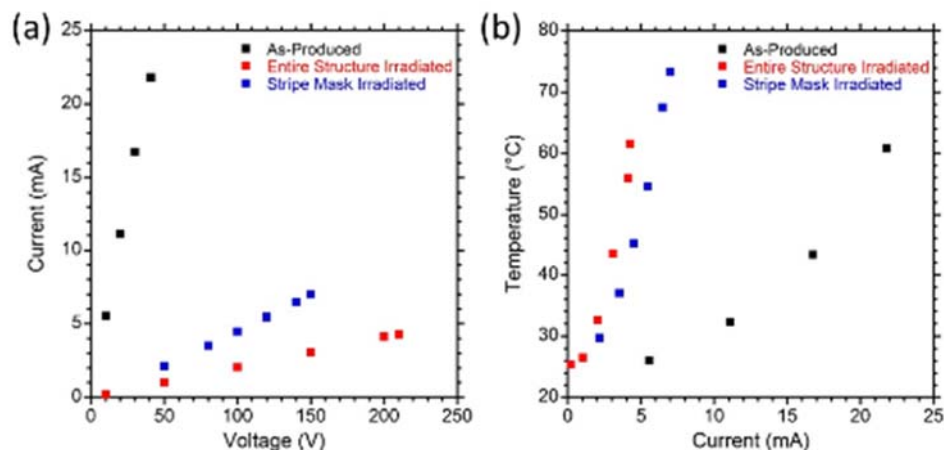 (a)
25
20
15
10
5
0
Current (mA)
As-Produced
Entire Structure Irradiated
Stripe Mask Irradiated
0 50 100 150 200 250
Voltage (V)
(b)
80
70
60
50
40
30
20
Temperature (°C)
As-Produced
Entire Structure Irradiated
Stripe Mask Irradiated
0 5 10 15 20 25
Current (mA)